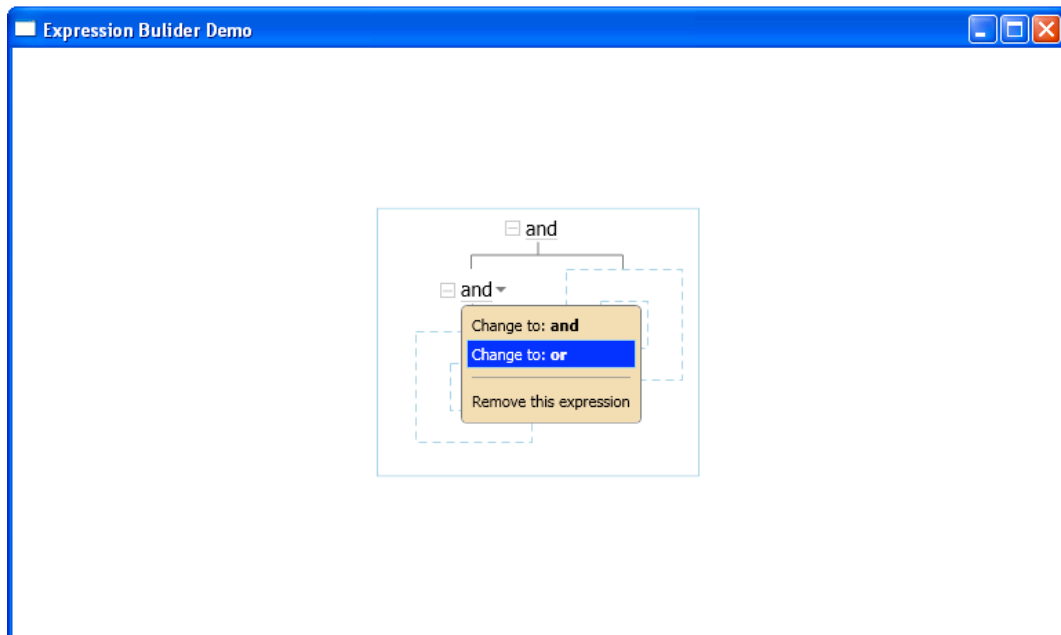 Expression Bulider Demo
and
and
Change to: and
Change to: or
Remove this expression